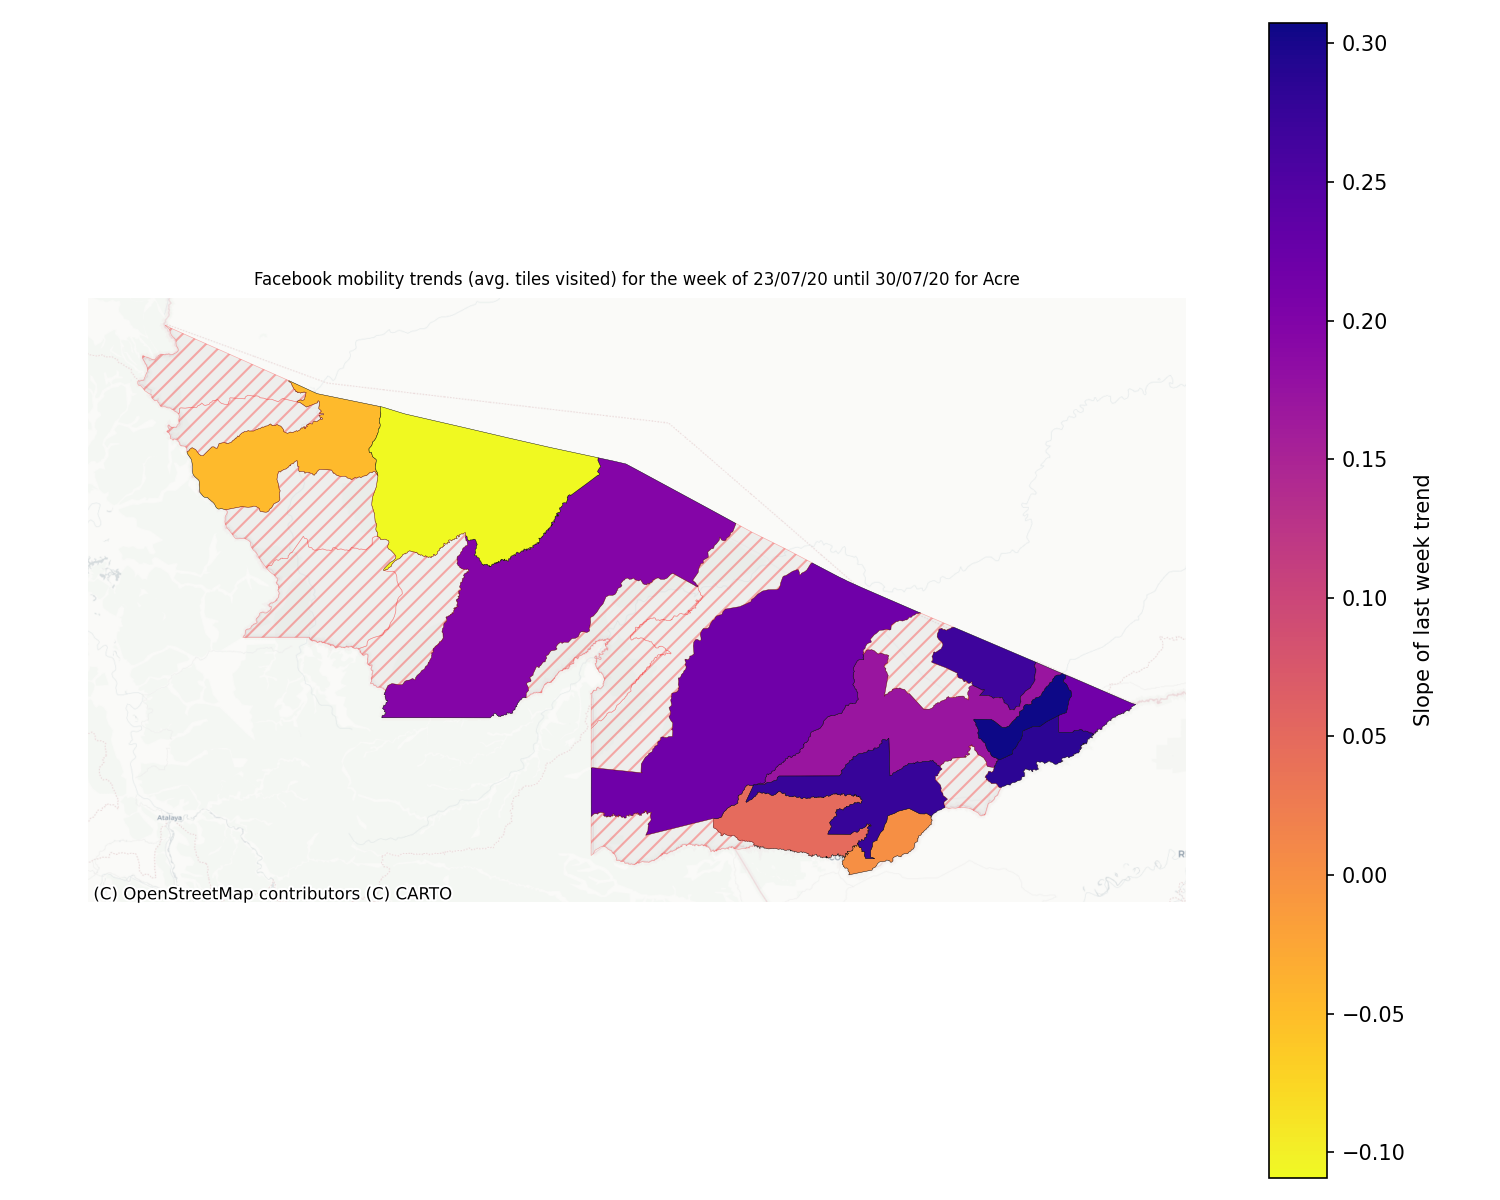 Facebook mobility trends (avg. tiles visited) for the week of 23/07/20 until 30/07/20 for Acre
Atalaya
(C) OpenStreetMap contributors (C) CARTO
0.30
0.25
0.20
0.15
0.10
0.05
0.00
−0.05
−0.10
Slope of last week trend